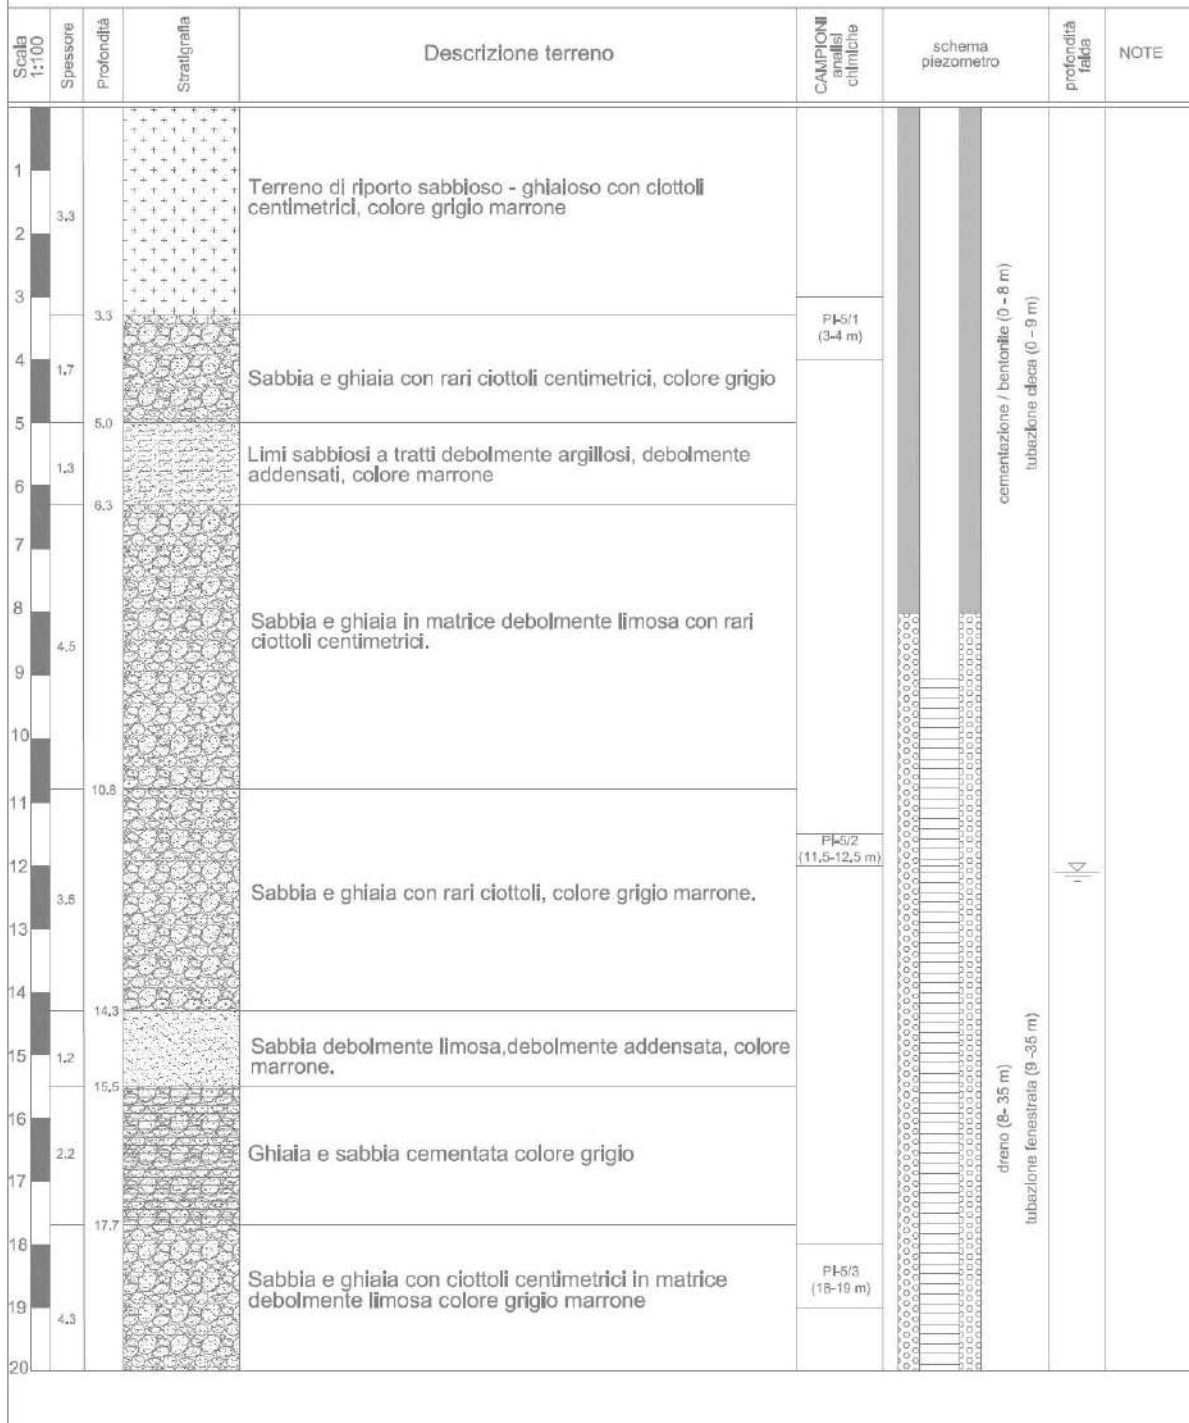 Scala
1:100
Spessore
Profondità
Stratigrafia
Descrizione terreno
CAMPIONI
analisi
chimiche
schema
piezometro
profondità
falda
NOTE
1
2
3
4
5
6
7
8
9
10
11
12
13
14
15
16
17
18
19
20
3.3
3.3
Terreno di riporto sabbioso - ghiaioso con ciottoli
centimetrici, colore grigio marrone
PI-5/1
(3-4 m)
1.7
5.0
Sabbia e ghiaia con rari ciottoli centimetrici, colore grigio
1.3
6.3
Limi sabbiosi a tratti debolmente argillosi, debolmente
addensati, colore marrone
4.5
10.8
Sabbia e ghiaia in matrice debolmente limosa con rari
ciottoli centimetrici.
PI-5/2
(11,5-12,5 m)
3.5
14.3
Sabbia e ghiaia con rari ciottoli, colore grigio marrone.
1.2
15.5
Sabbia debolmente limosa,debolmente addensata, colore
marrone.
2.2
17.7
Ghiaia e sabbia cementata colore grigio
4.3
Sabbia e ghiaia con ciottoli centimetrici in matrice
debolmente limosa colore grigio marrone
PI-5/3
(18-19 m)
cementazione / bentonite (0 - 8 m)
tubazione cieca (0 - 9 m)
dreno (8- 35 m)
tubazione fenestrata (9 -35 m)